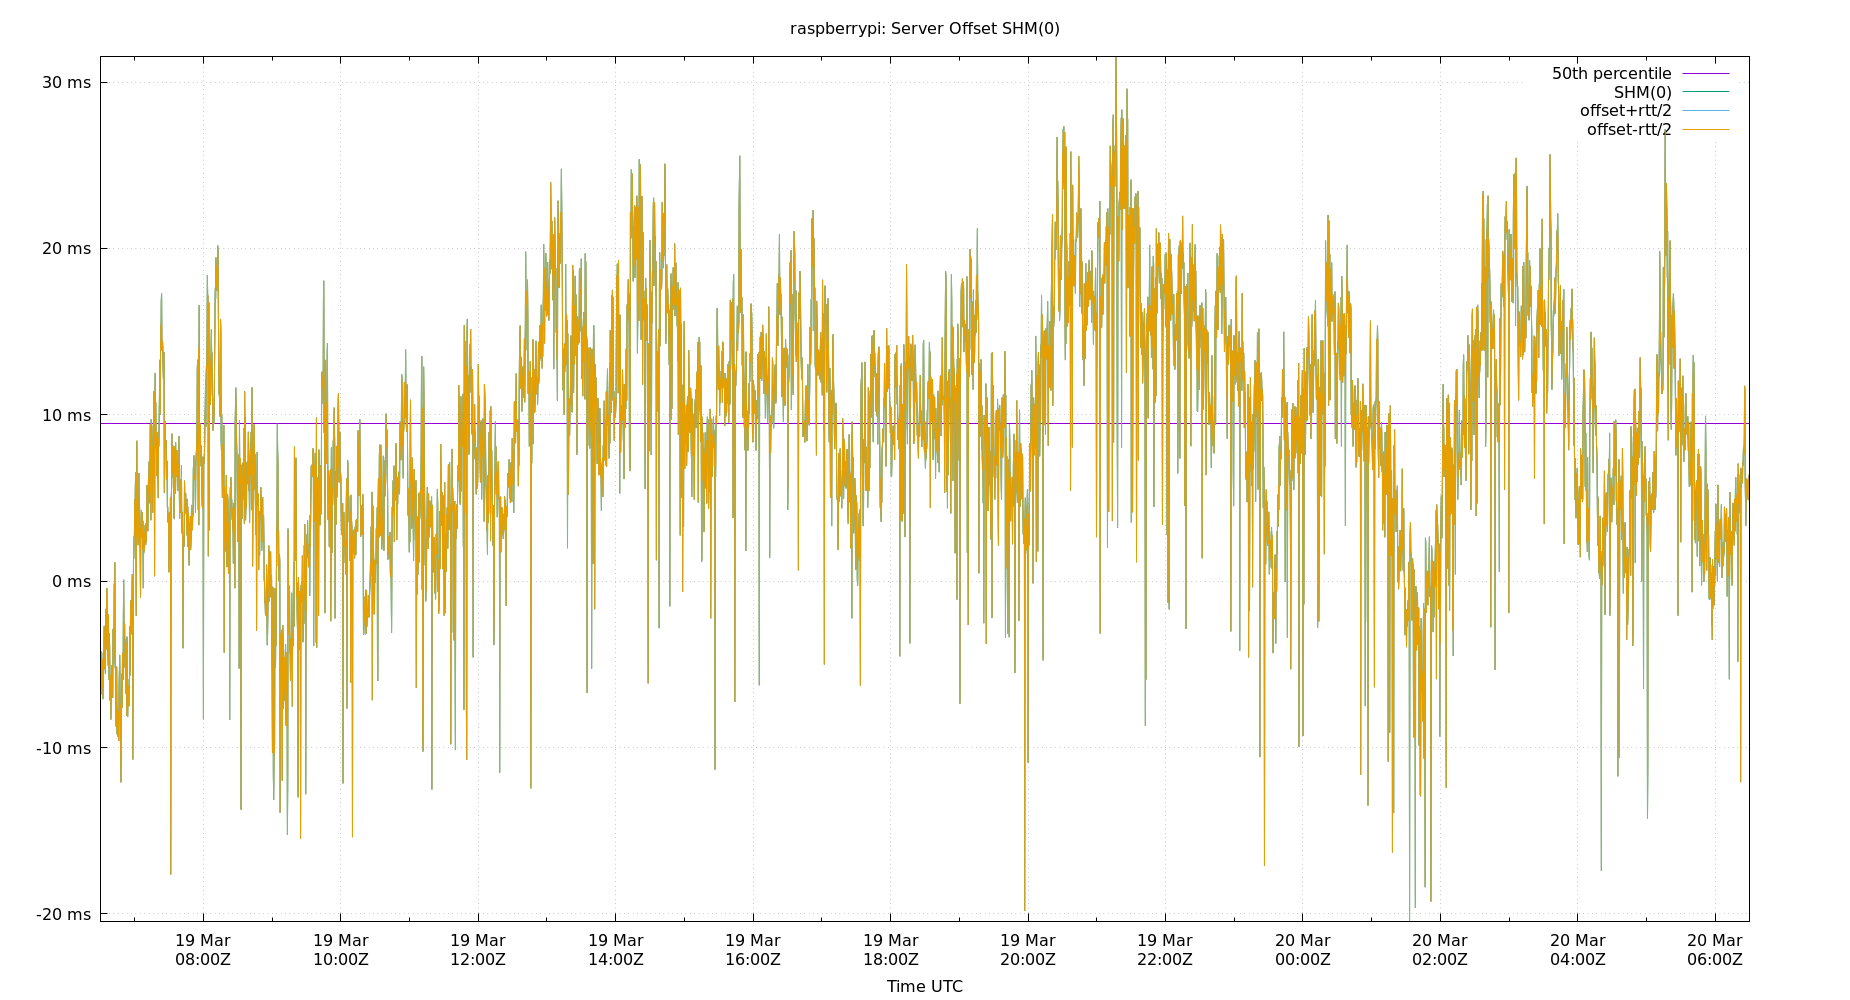 raspberrypi: Server Offset SHM(0)
50th percentile
SHM(0)
offset+rtt/2
offset-rtt/2
30 ms
20 ms
10 ms
0 ms
-10 ms
-20 ms
19 Mar 19 Mar 19 Mar 19 Mar 19 Mar 19 Mar 19 Mar 19 Mar 20 Mar 20 Mar 20 Mar 20 Mar
08:00Z 10:00Z 12:00Z 14:00Z 16:00Z 18:00Z 20:00Z 22:00Z 00:00Z 02:00Z 04:00Z 06:00Z
Time UTC